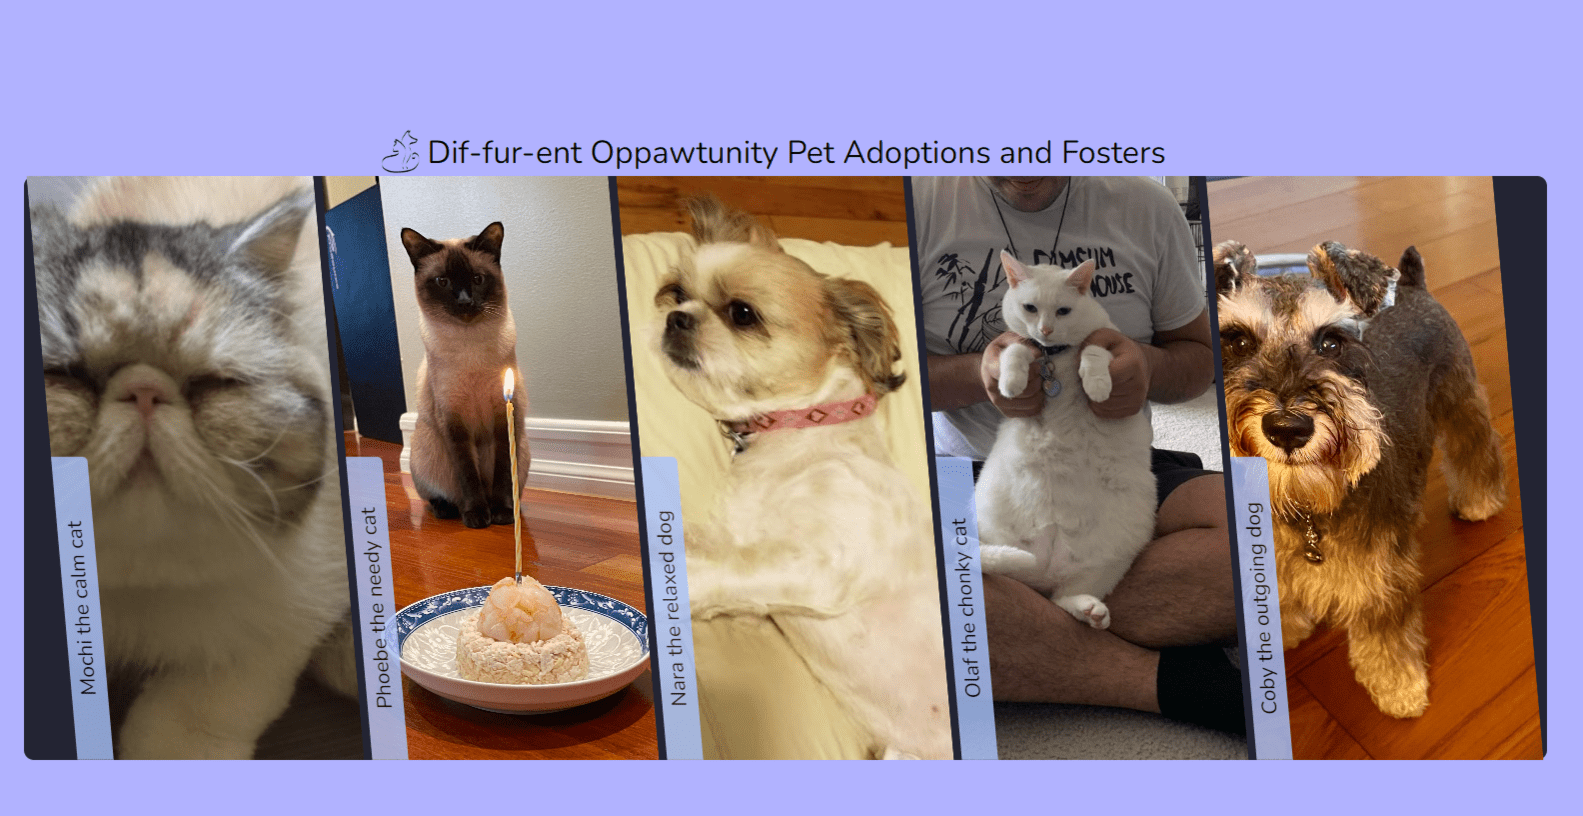 Dif-fur-ent Oppawtunity Pet Adoptions and Fosters
Mochi the calm cat
Phoebe the needy cat
Nara the relaxed dog
Olaf the chonky cat
Coby the outgoing dog
HOUSE